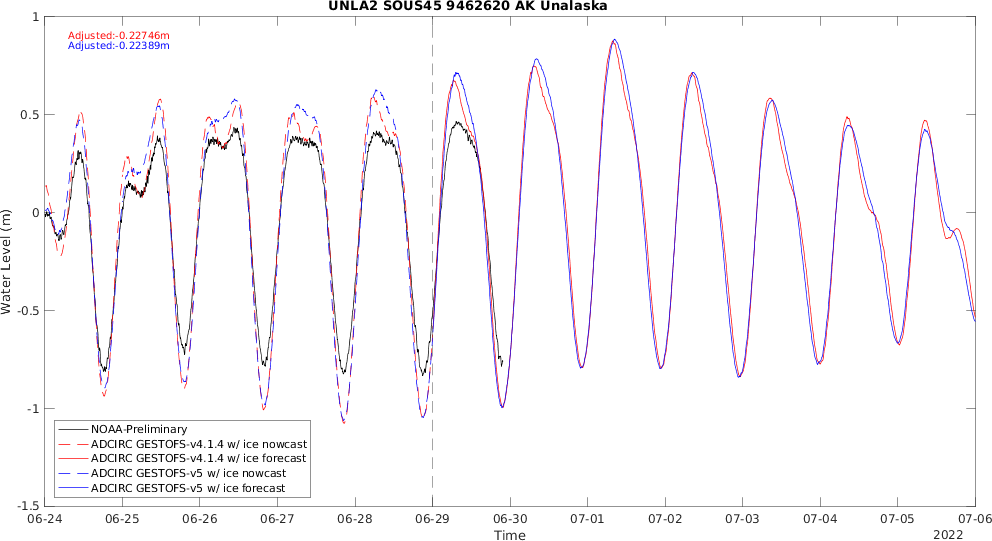 UNLA2 SOUS45 9462620 AK Unalaska
Adjusted:-0.22746m
Adjusted:-0.22389m
1
0.5
0
-0.5
-1
-1.5
Water Level (m)
NOAA-Preliminary
ADCIRC GESTOFS-v4.1.4 w/ ice nowcast
ADCIRC GESTOFS-v4.1.4 w/ ice forecast
ADCIRC GESTOFS-v5 w/ ice nowcast
ADCIRC GESTOFS-v5 w/ ice forecast
06-24 06-25 06-26 06-27 06-28 06-29 06-30 07-01 07-02 07-03 07-04 07-05 07-06
Time
2022